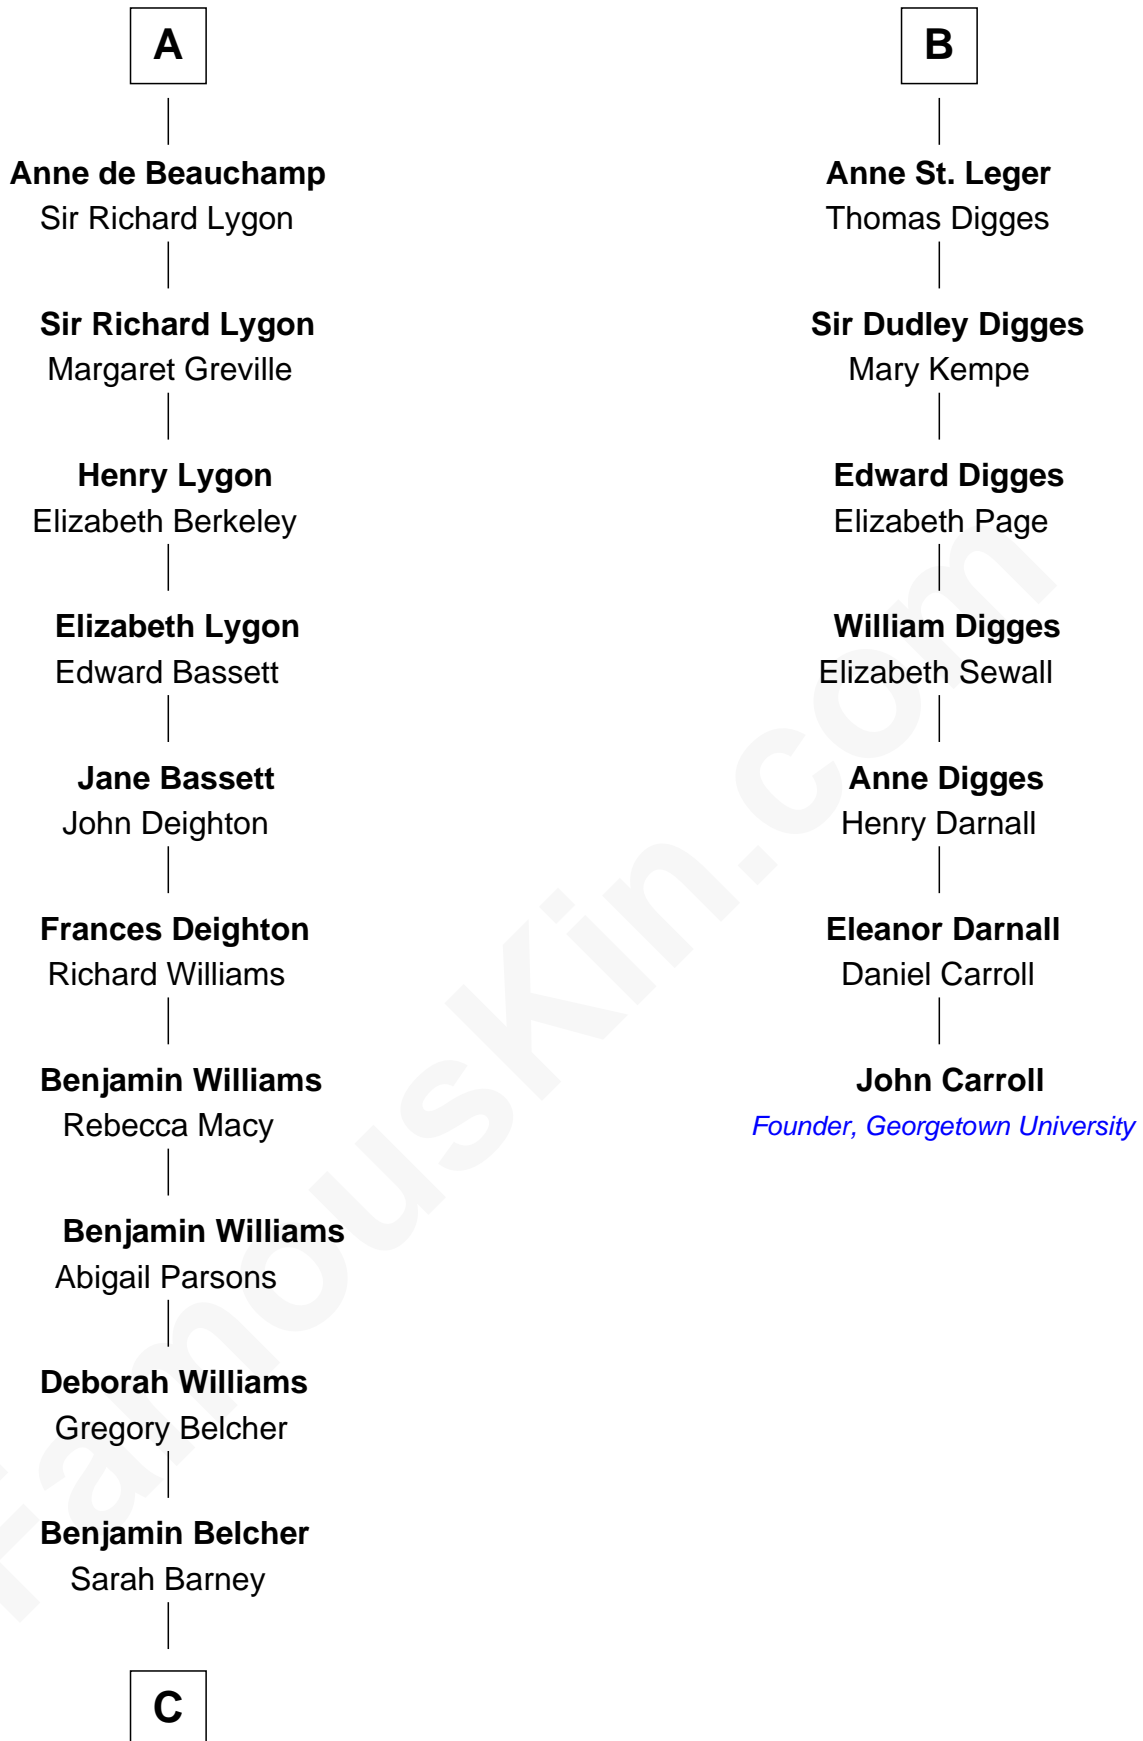 A
Anne de Beauchamp
Sir Richard Lygon
Sir Richard Lygon
Margaret Greville
Henry Lygon
Elizabeth Berkeley
Elizabeth Lygon
Edward Bassett
Jane Bassett
John Deighton
Frances Deighton
Richard Williams
Benjamin Williams
Rebecca Macy
Benjamin Williams
Abigail Parsons
Deborah Williams
Gregory Belcher
Benjamin Belcher
Sarah Barney
C
B
Anne St. Leger
Thomas Digges
Sir Dudley Digges
Mary Kempe
Edward Digges
Elizabeth Page
William Digges
Elizabeth Sewall
Anne Digges
Henry Darnall
Eleanor Darnall
Daniel Carroll
John Carroll
Founder, Georgetown University
FamousKin.com